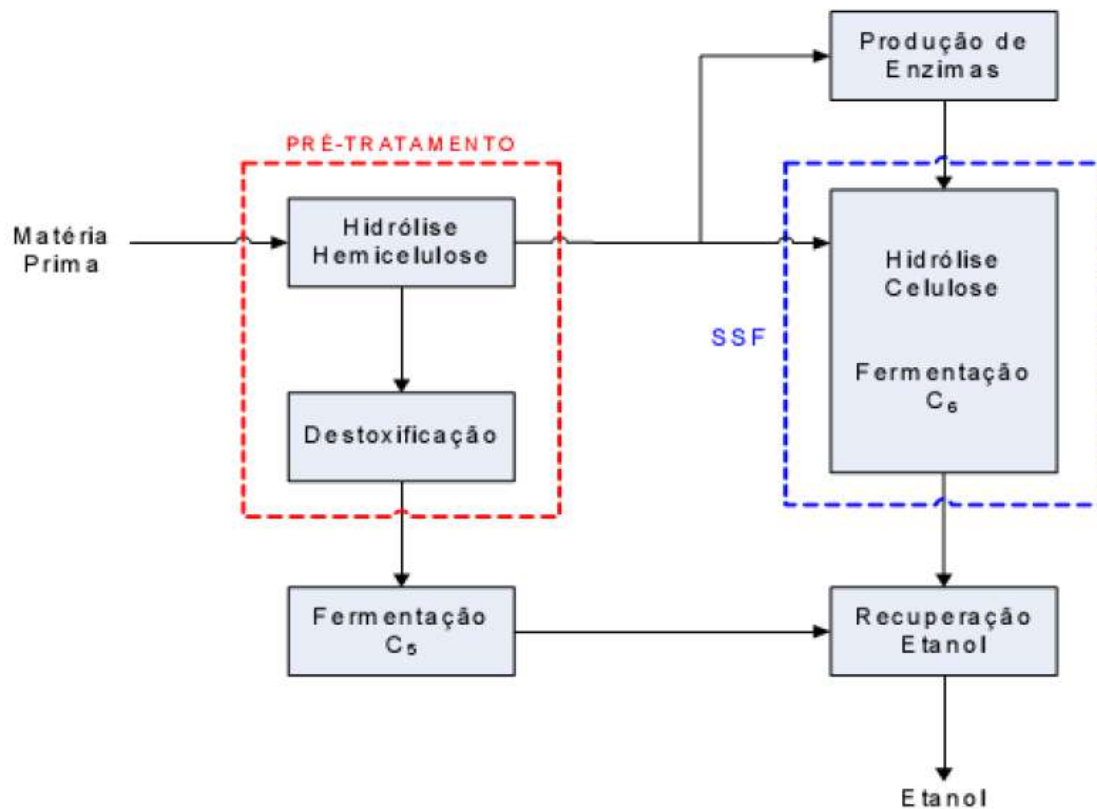 Produção de
Enzimas
PRÉ-TRATAMENTO
Matéria
Prima
Hidrólise
Hemicelulose
Hidrólise
Celulose
SSF
Fermentação
C₆
Destoxificação
Fermentação
C₅
Recuperação
Etanol
Etanol